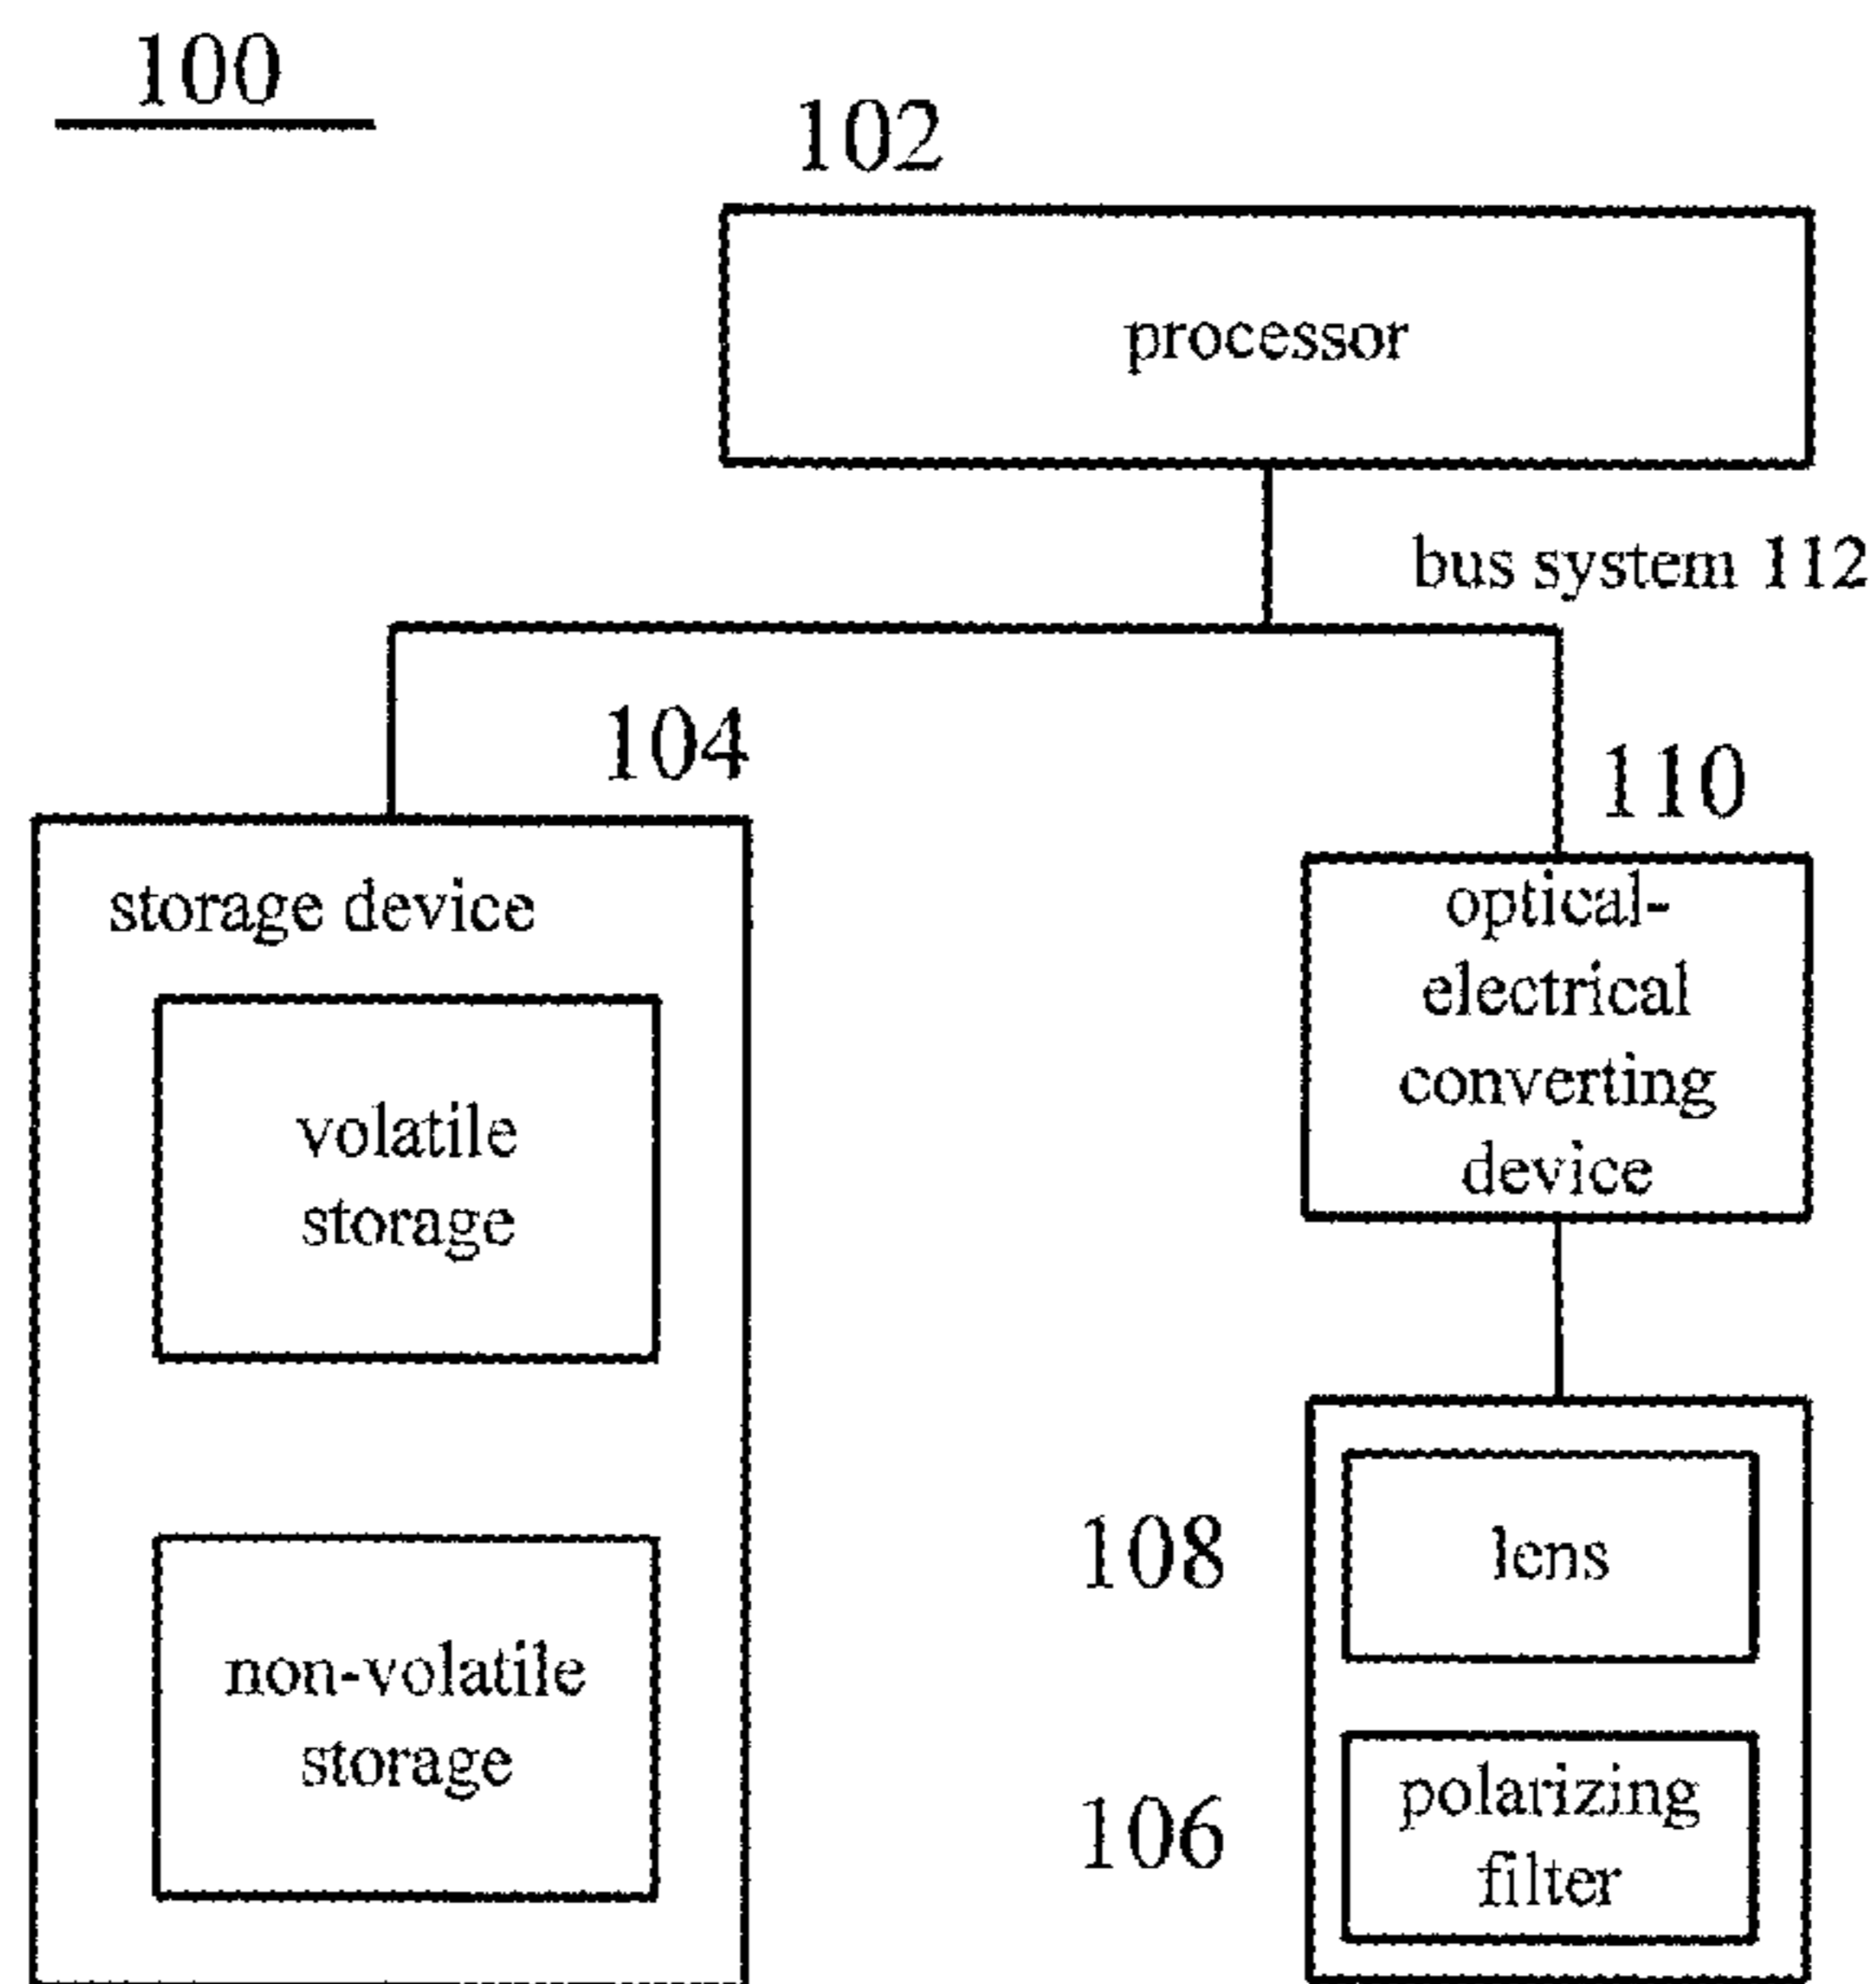 100
102
processor
bus system 112
104
storage device
volatile
storage
non-volatile
storage
110
optical-
electrical
converting
device
108
lens
106
polarizing
filter